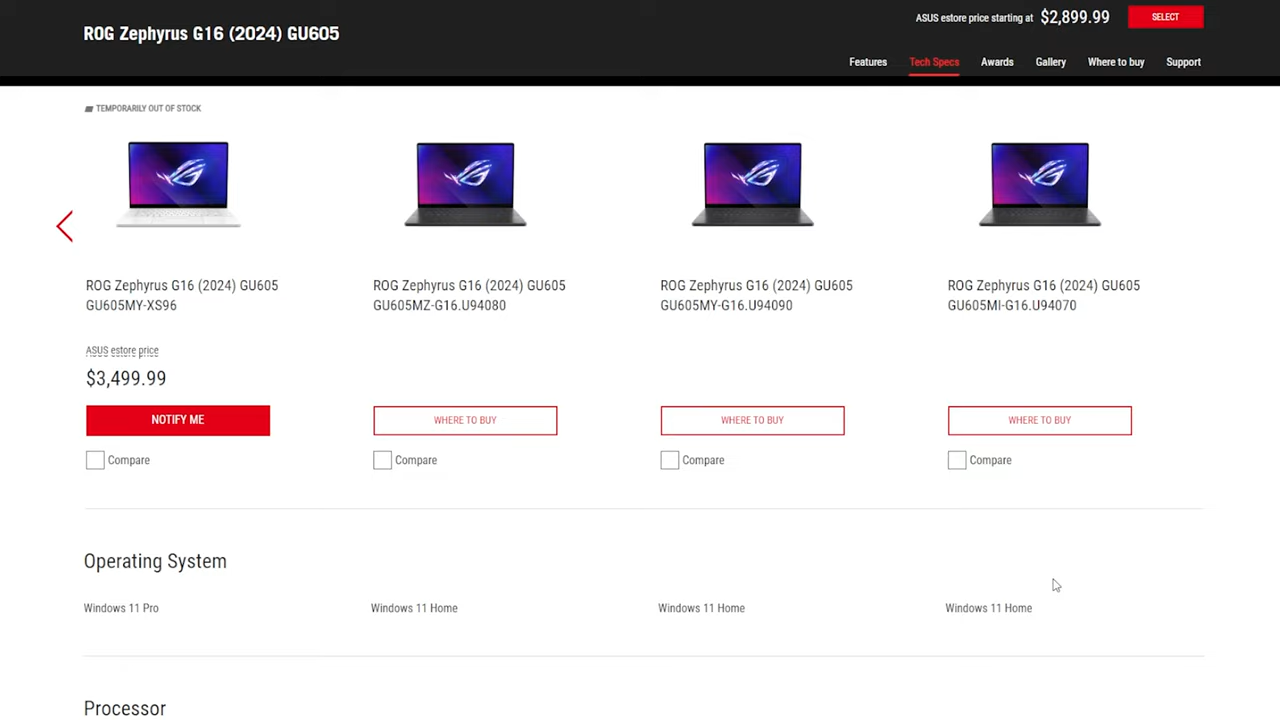 ROG Zephyrus G16 (2024) GU605
ASUS estore price starting at $2,899.99 SELECT
Features Tech Specs Awards Gallery Where to buy Support
TEMPORARILY OUT OF STOCK
ROG Zephyrus G16 (2024) GU605
GU605MY-XS96
ASUS estore price
$3,499.99
NOTIFY ME
Compare
ROG Zephyrus G16 (2024) GU605
GU605MZ-G16.U94080
WHERE TO BUY
Compare
ROG Zephyrus G16 (2024) GU605
GU605MY-G16.U94090
WHERE TO BUY
Compare
ROG Zephyrus G16 (2024) GU605
GU605MI-G16.U94070
WHERE TO BUY
Compare
Operating System
Windows 11 Pro Windows 11 Home Windows 11 Home Windows 11 Home
Processor